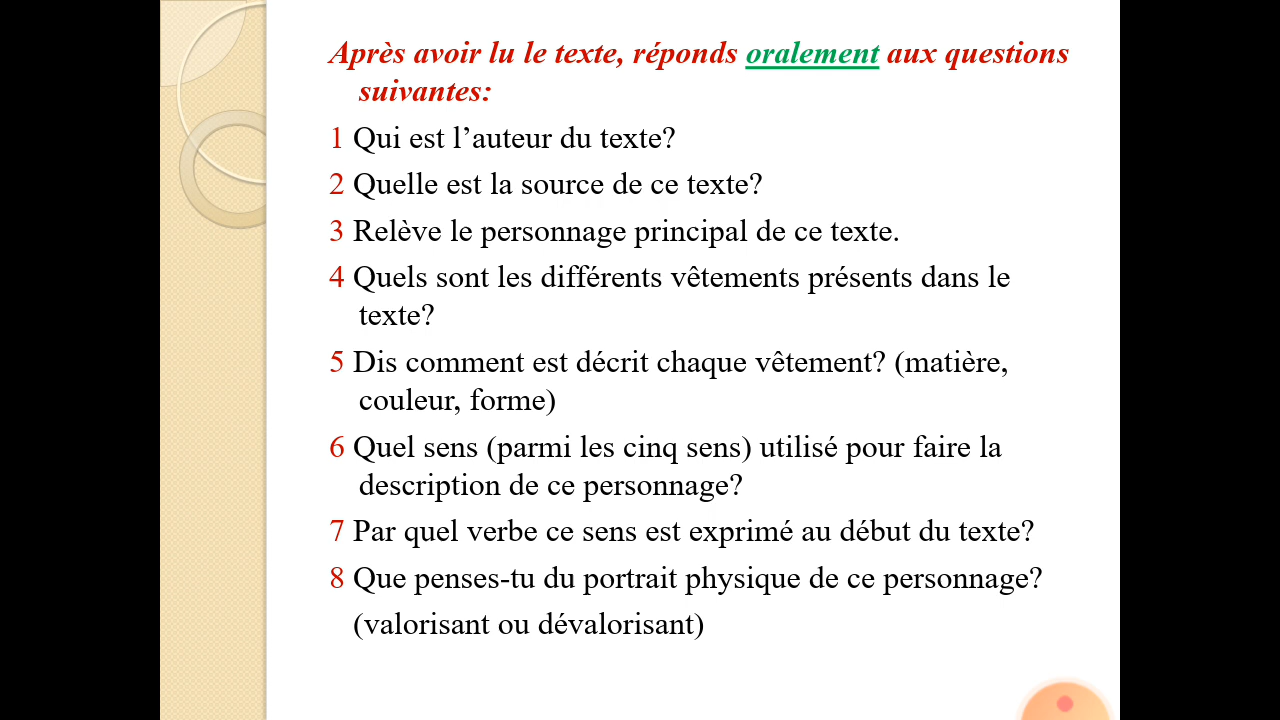 Après avoir lu le texte, réponds oralement aux questions
suivantes:
1 Qui est l’auteur du texte?
2 Quelle est la source de ce texte?
3 Relève le personnage principal de ce texte.
4 Quels sont les différents vêtements présents dans le
texte?
5 Dis comment est décrit chaque vêtement? (matière,
couleur, forme)
6 Quel sens (parmi les cinq sens) utilisé pour faire la
description de ce personnage?
7 Par quel verbe ce sens est exprimé au début du texte?
8 Que penses-tu du portrait physique de ce personnage?
(valorisant ou dévalorisant)